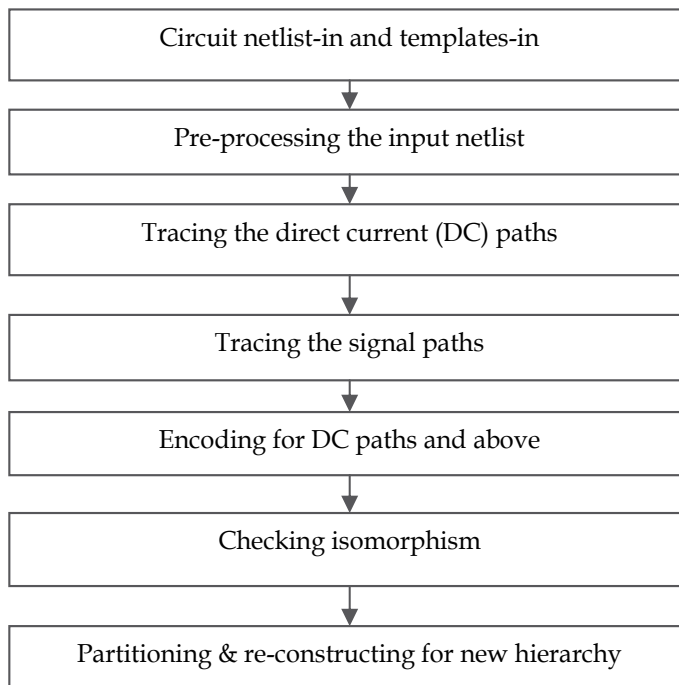 Circuit netlist-in and templates-in
Pre-processing the input netlist
Tracing the direct current (DC) paths
Tracing the signal paths
Encoding for DC paths and above
Checking isomorphism
Partitioning & re-constructing for new hierarchy